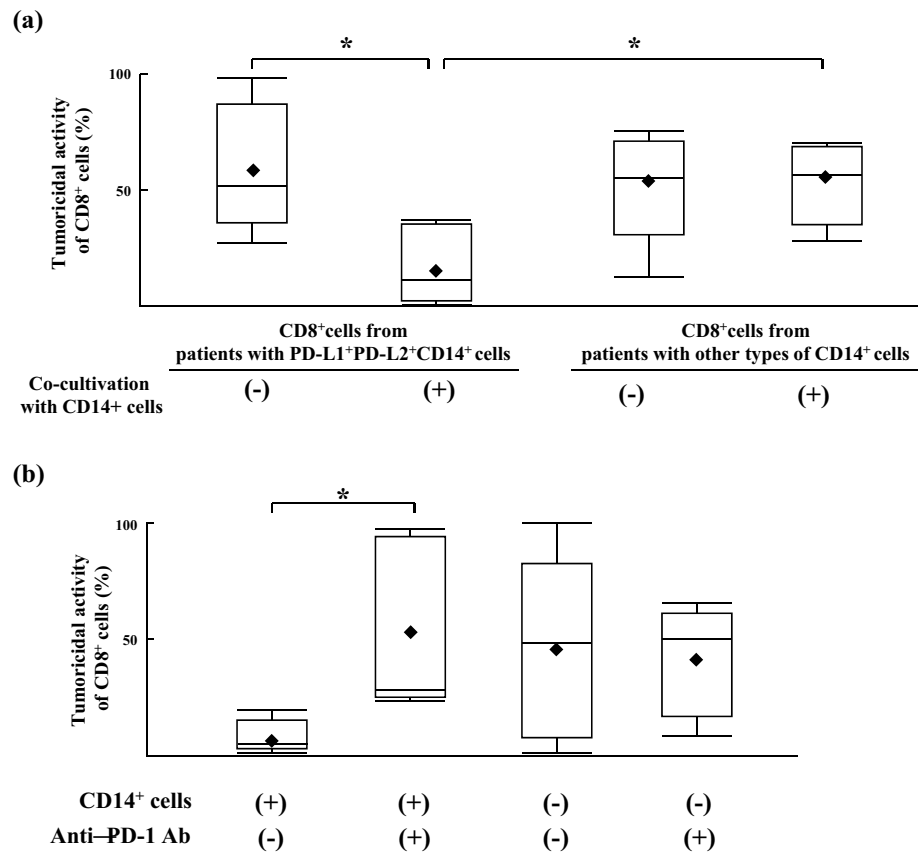 (a)
*
*
100
50
Tumoricidal activity
of CD8⁺ cells (%)
CD8⁺cells from
patients with PD-L1⁺PD-L2⁺CD14⁺ cells
CD8⁺cells from
patients with other types of CD14⁺ cells
Co-cultivation
with CD14+ cells
(-) (+) (-) (+)
(b)
*
100
50
Tumoricidal activity
of CD8⁺ cells (%)
CD14⁺ cells (+) (+) (-) (-)
Anti—PD-1 Ab (-) (+) (-) (+)